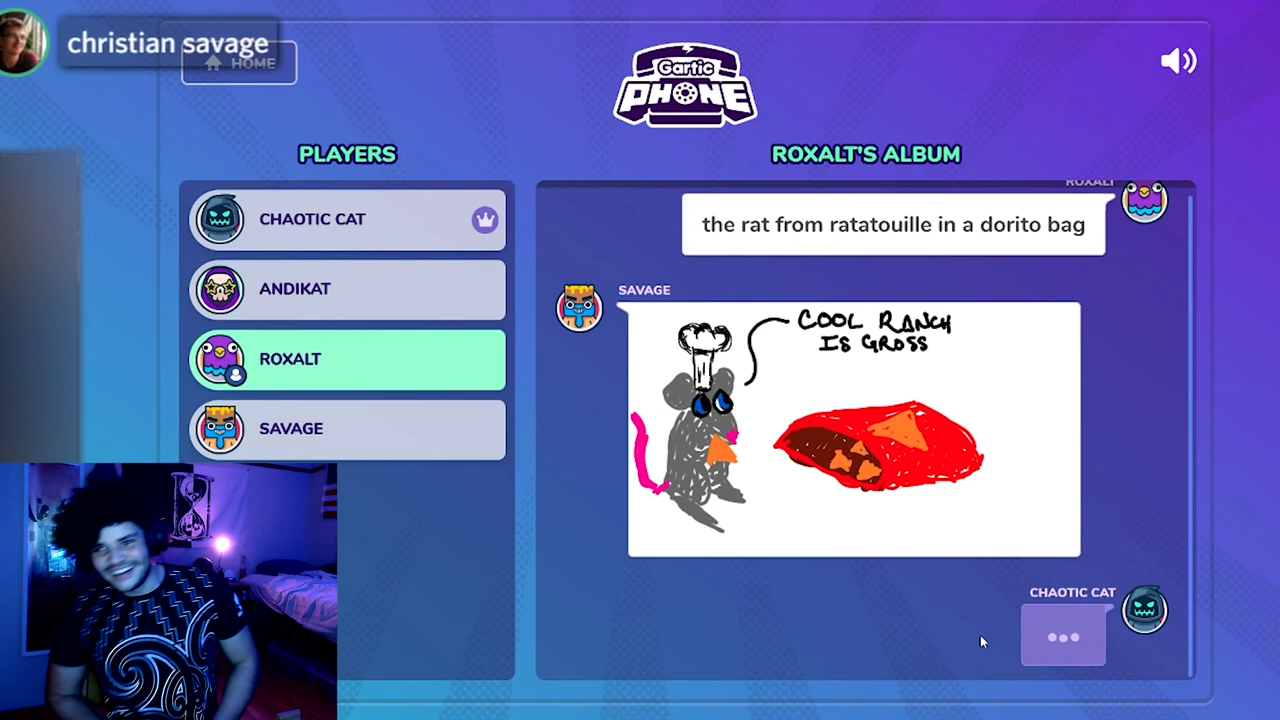 christian savage
HOME
Gartic
PHONE
PLAYERS
ROXALT'S ALBUM
CHAOTIC CAT
ANDIKAT
ROXALT
SAVAGE
ROXALT
the rat from ratatouille in a dorito bag
SAVAGE
COOL RANCH
IS GROSS
CHAOTIC CAT